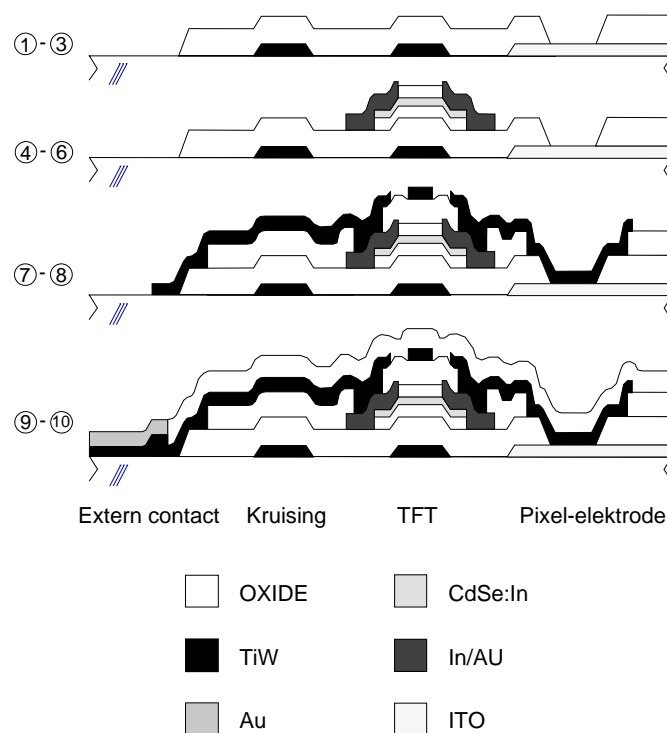 ①-③
④-⑥
⑦-⑧
⑨-⑩
Extern contact Kruising TFT Pixel-elektrode
OXIDE CdSe:In
TiW In/AU
Au ITO